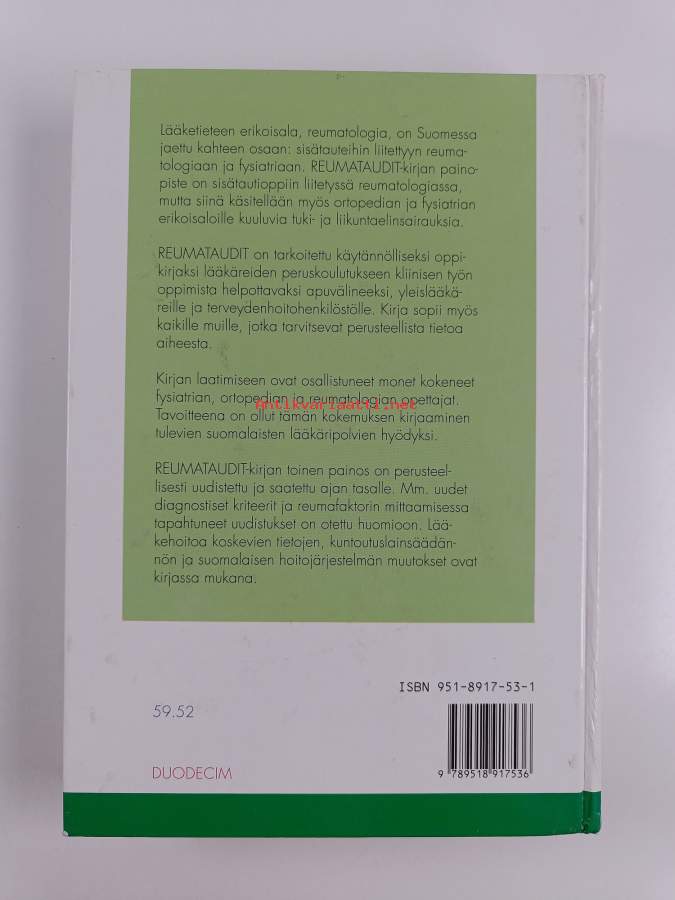 Lääketieteen erikoisala, reumatologia, on Suomessa
jaettu kahteen osaan: sisätauteihin liitettyyn reuma-
tologiaan ja fysiatriaan. REUMATAUDIT-kirjan paino-
piste on sisätautioppiin liitetyssä reumatologiassa,
mutta siinä käsitellään myös ortopedian ja fysiatrian
erikoisaloille kuuluvia tuki- ja liikuntaelinsairauksia.
REUMATAUDIT on tarkoitettu käytännölliseksi oppi-
kirjaksi lääkäreiden peruskoulutukseen kliinisen työn
oppimista helpottavaksi apuvälineeksi, yleislääkä-
reille ja terveydenhoitohenkilöstölle. Kirja sopii myös
kaikille muille, jotka tarvitsevat perusteellista tietoa
aiheesta.
Kirjan laatimiseen ovat osallistuneet monet kokeneet
fysiatrian, ortopedian ja reumatologian opettajat.
Antikvariaatti.net
Tavoitteena on ollut tämän kokemuksen kirjaaminen
tulevien suomalaisten lääkäripolvien hyödyksi.
REUMATAUDIT-kirjan toinen painos on perusteel-
lisesti uudistettu ja saatettu ajan tasalle. Mm. uudet
diagnostiset kriteerit ja reumafaktorin mittaamisessa
tapahtuneet uudistukset on otettu huomioon. Lää-
kehoitoa koskevien tietojen, kuntoutuslainsäädän-
nön ja suomalaisen hoitojärjestelmän muutokset ovat
kirjassa mukana.
ISBN 951-8917-53-1
59.52
9 789518 917536
DUODECIM